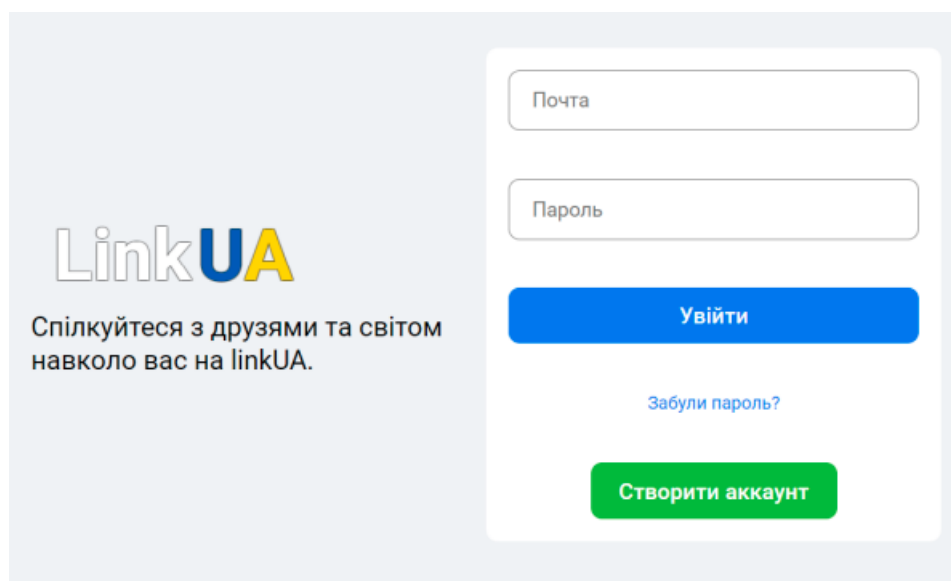 LinkUA
Спілкуйтеся з друзями та світом
навколо вас на linkUA.
Почта
Пароль
Увійти
Забули пароль?
Створити аккаунт